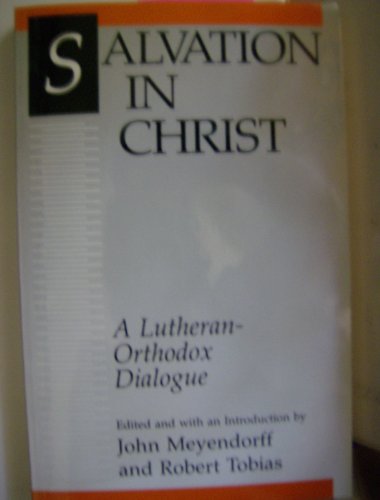 SALVATION
IN
CHRIST
A Lutheran-
Orthodox
Dialogue
Edited and with an Introduction by
John Meyendorff
and Robert Tobias